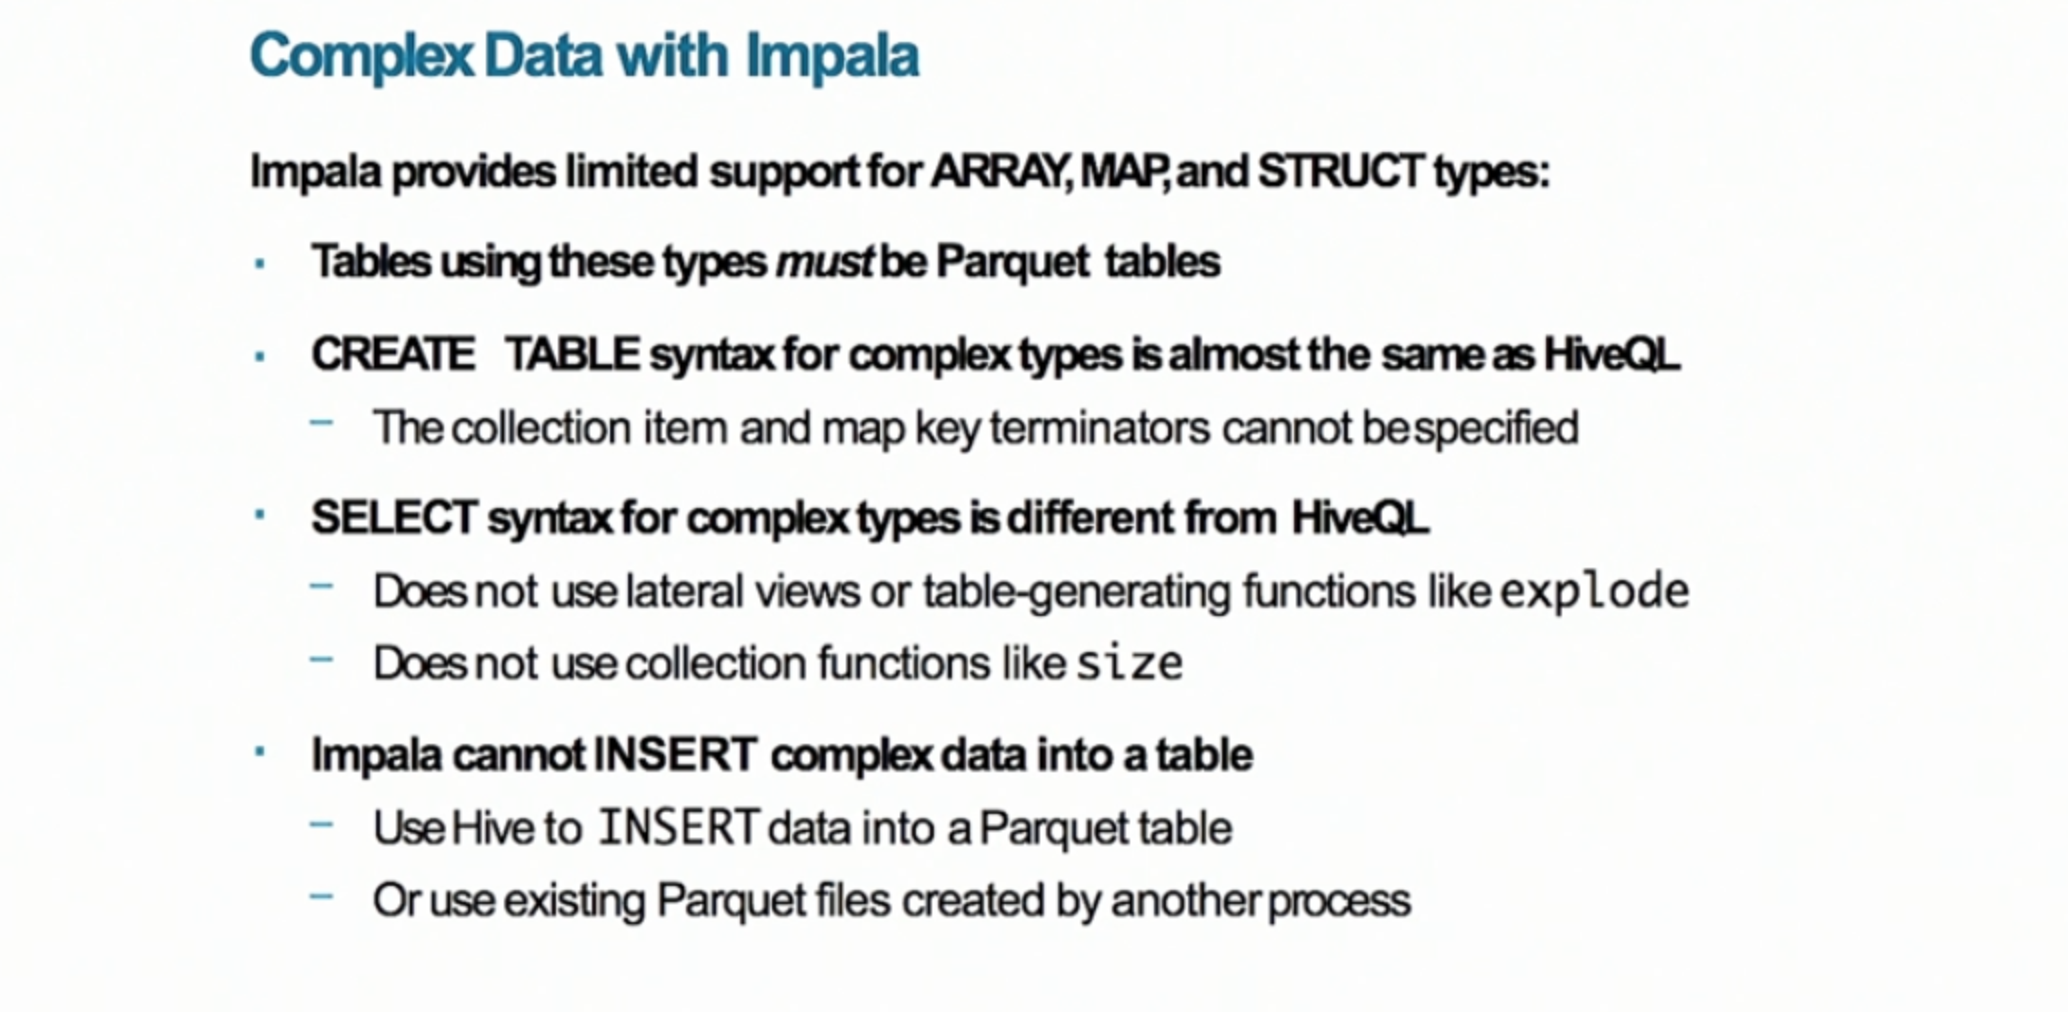 Complex Data with Impala
Impala provides limited support for ARRAY, MAP, and STRUCT types:
· Tables using these types must be Parquet tables
· CREATE TABLE syntax for complex types is almost the same as HiveQL
– The collection item and map key terminators cannot be specified
· SELECT syntax for complex types is different from HiveQL
– Does not use lateral views or table-generating functions like explode
– Does not use collection functions like size
· Impala cannot INSERT complex data into a table
– Use Hive to INSERT data into a Parquet table
– Or use existing Parquet files created by another process